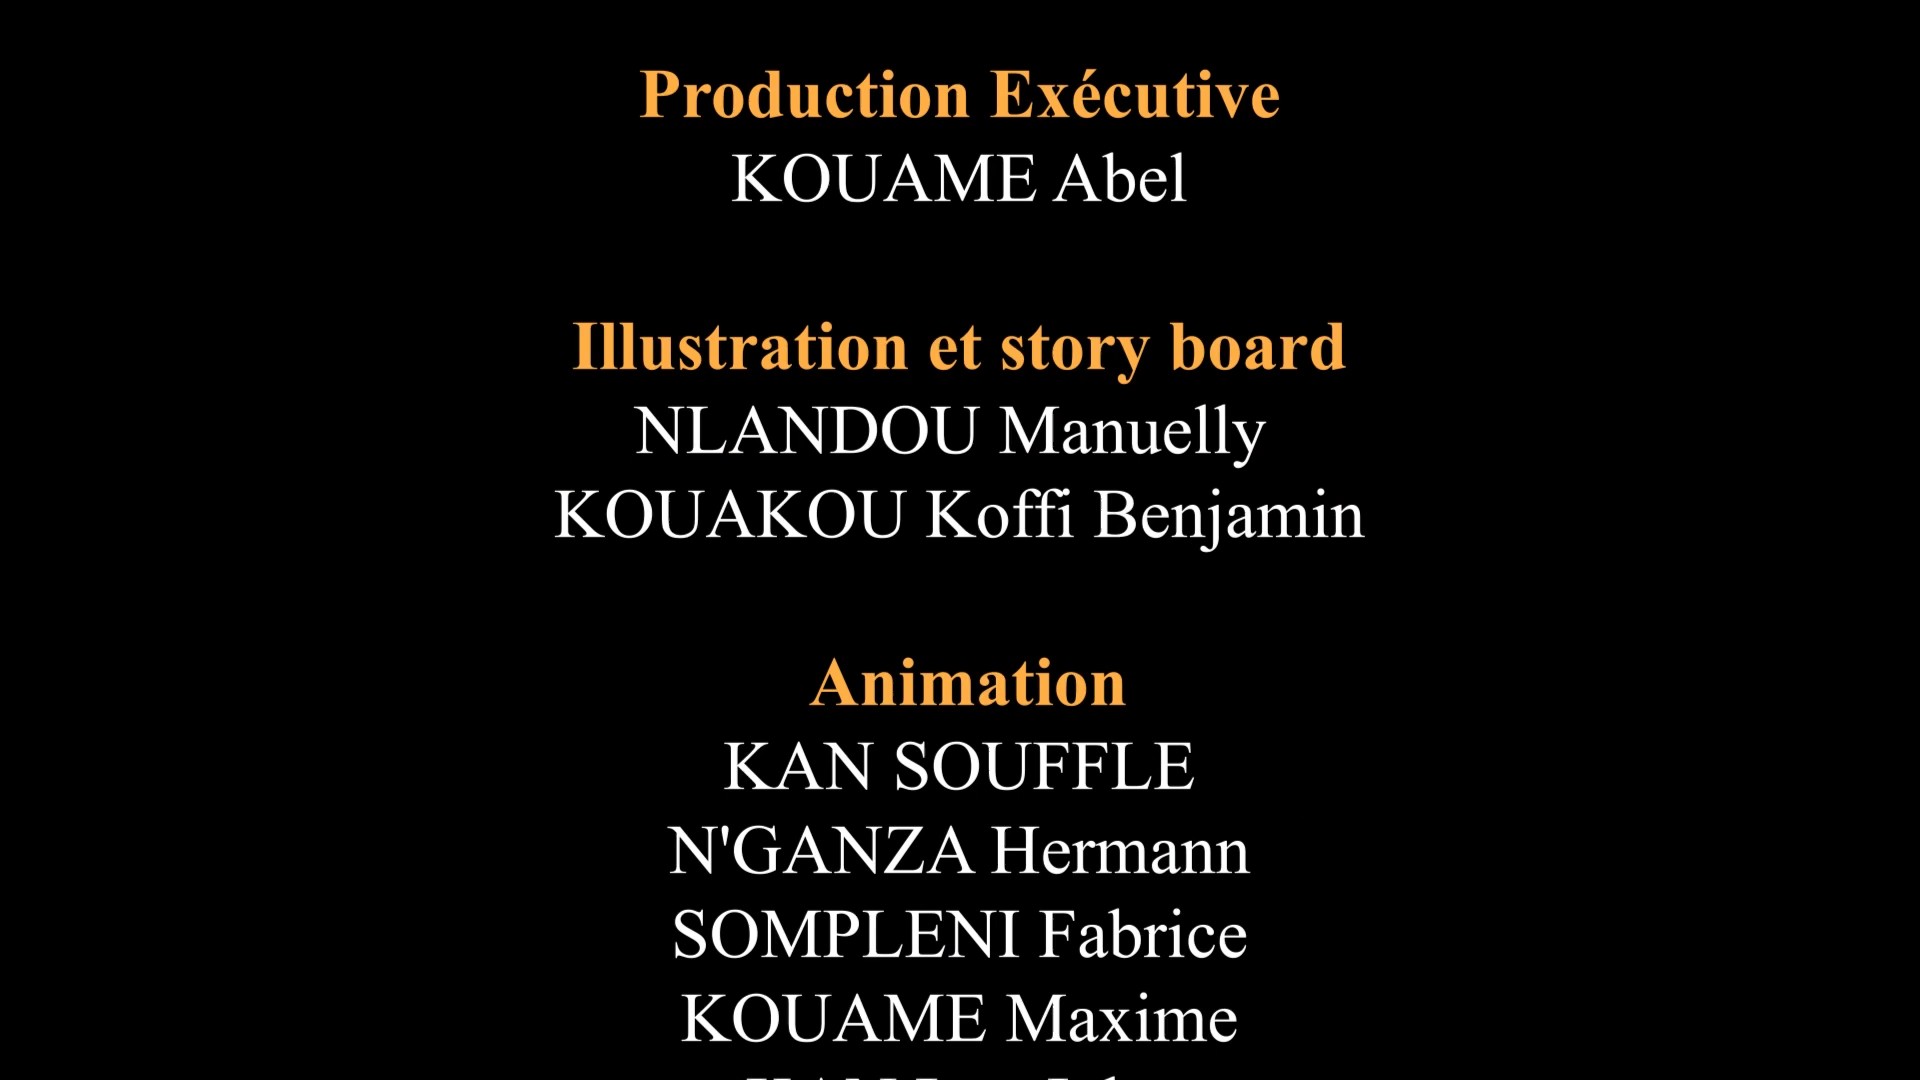 Production Exécutive
KOUAME Abel
Illustration et story board
NLANDOU Manuelly
KOUAKOU Koffi Benjamin
Animation
KAN SOUFFLE
N'GANZA Hermann
SOMPLENI Fabrice
KOUAME Maxime